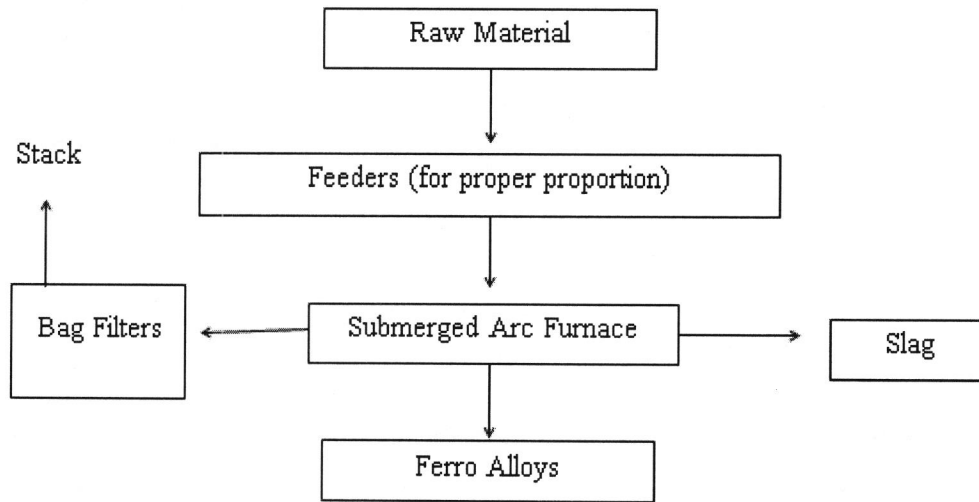 Raw Material
Stack
Feeders (for proper proportion)
Bag Filters
Submerged Arc Furnace
Slag
Ferro Alloys